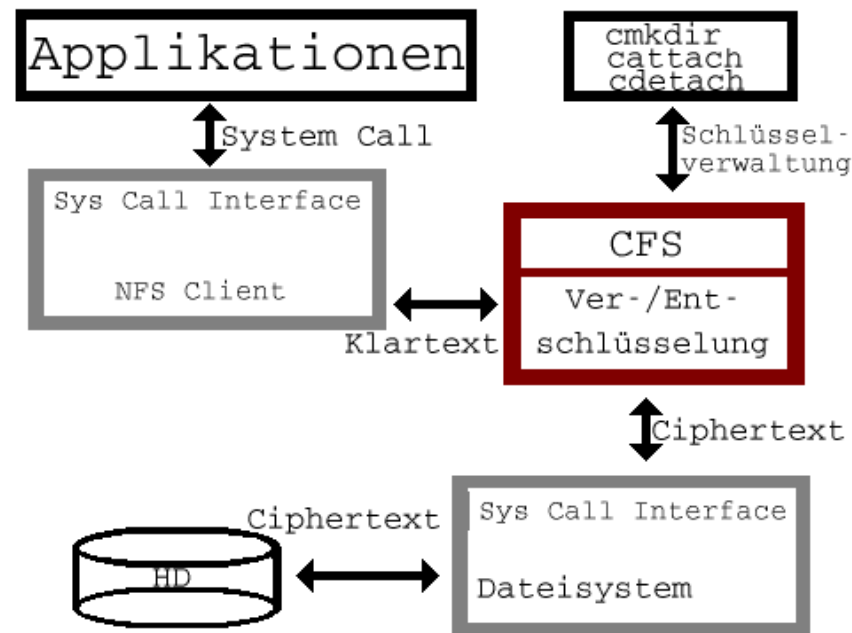 Applikationen
cmkdir
cattach
cdetach
System Call
Schlüssel-
verwaltung
Sys Call Interface
NFS Client
CFS
Ver-/Ent-
schlüsselung
Klartext
Ciphertext
Ciphertext
Sys Call Interface
Dateisystem
HD